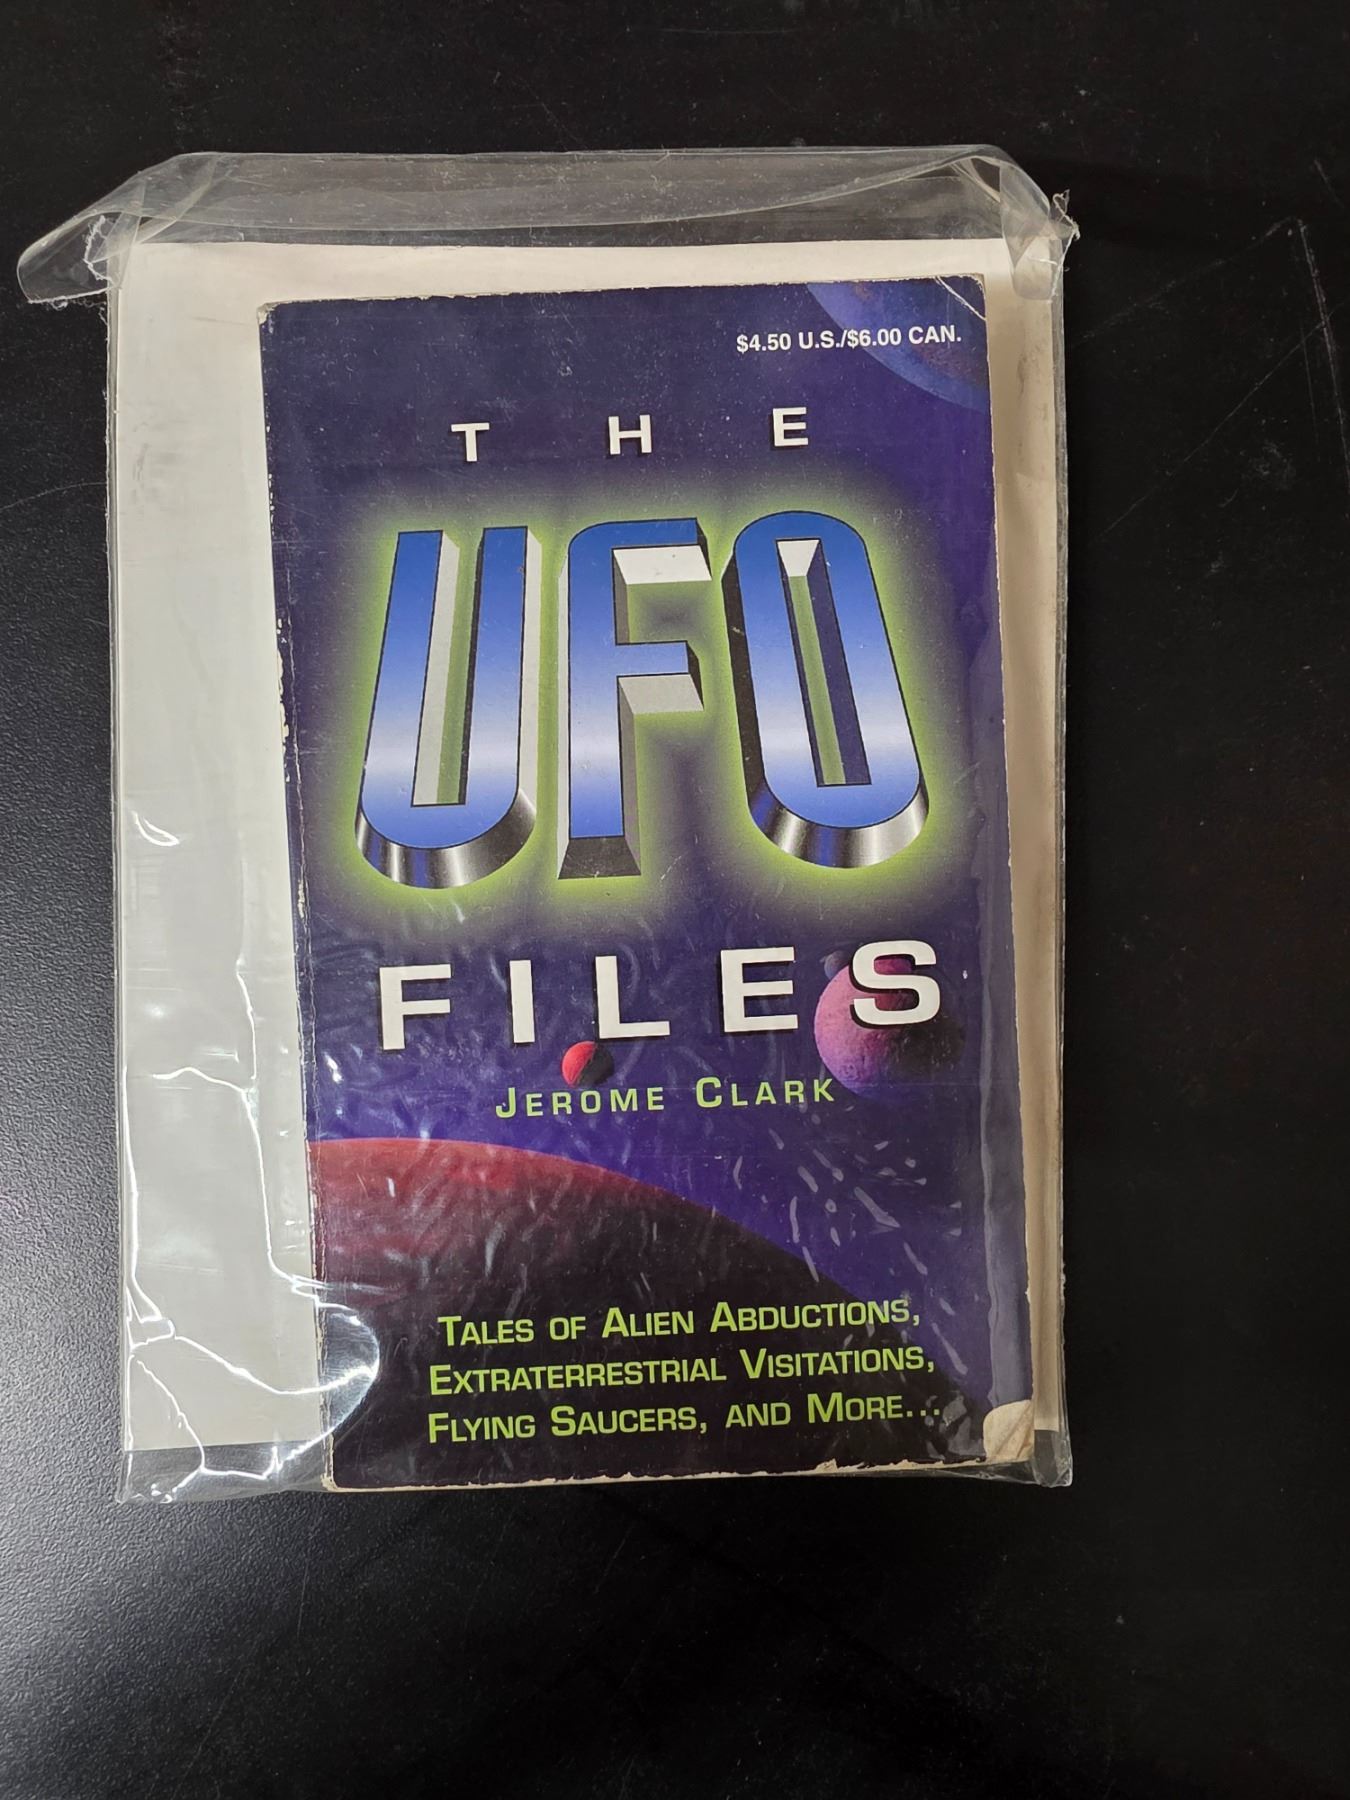 $4.50 U.S./$6.00 CAN.
THE
UFO
FILES
JEROME CLARK
TALES OF ALIEN ABDUCTIONS,
EXTRATERRESTRIAL VISITATIONS,
FLYING SAUCERS, AND MORE...